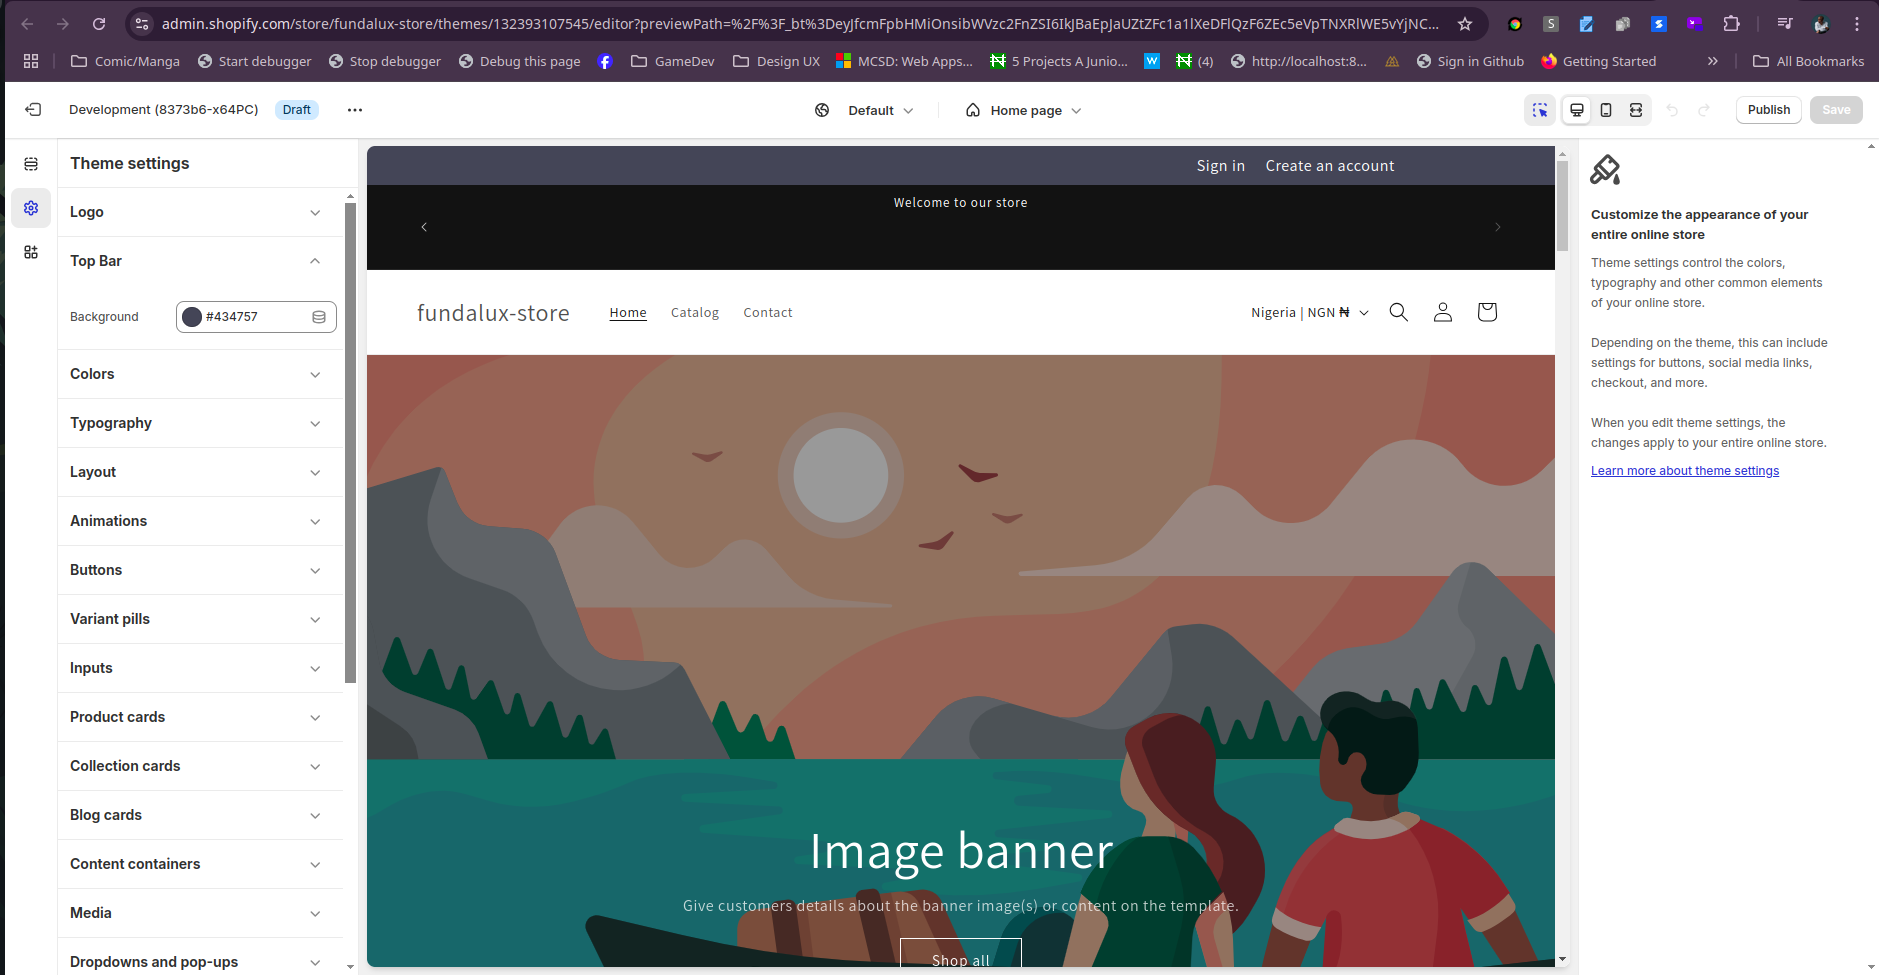 admin.shopify.com/store/fundalux-store/themes/132393107545/editor?previewPath=%2F%3F_bt%3DeyJfcmFpbHMiOnsibWVzc2FnZSI6IkJBaEpJaUZtZFc1a1lXeDFlQzF6ZEc5eVpTNXRlWE5vYjNC...
Comic/Manga
Start debugger
Stop debugger
Debug this page
GameDev
Design UX
MCSD: Web Apps...
5 Projects A Junio...
(4)
http://localhost:8...
Sign in Github
Getting Started
All Bookmarks
Development (8373b6-x64PC)
Draft
Default
Home page
Publish
Save
Theme settings
Logo
Top Bar
Background
#434757
Colors
Typography
Layout
Animations
Buttons
Variant pills
Inputs
Product cards
Collection cards
Blog cards
Content containers
Media
Dropdowns and pop-ups
Sign in
Create an account
Welcome to our store
fundalux-store
Home
Catalog
Contact
Nigeria | NGN ₦
Image banner
Give customers details about the banner image(s) or content on the template.
Shop all
Customize the appearance of your
entire online store
Theme settings control the colors,
typography and other common elements
of your online store.
Depending on the theme, this can include
settings for buttons, social media links,
checkout, and more.
When you edit theme settings, the
changes apply to your entire online store.
Learn more about theme settings